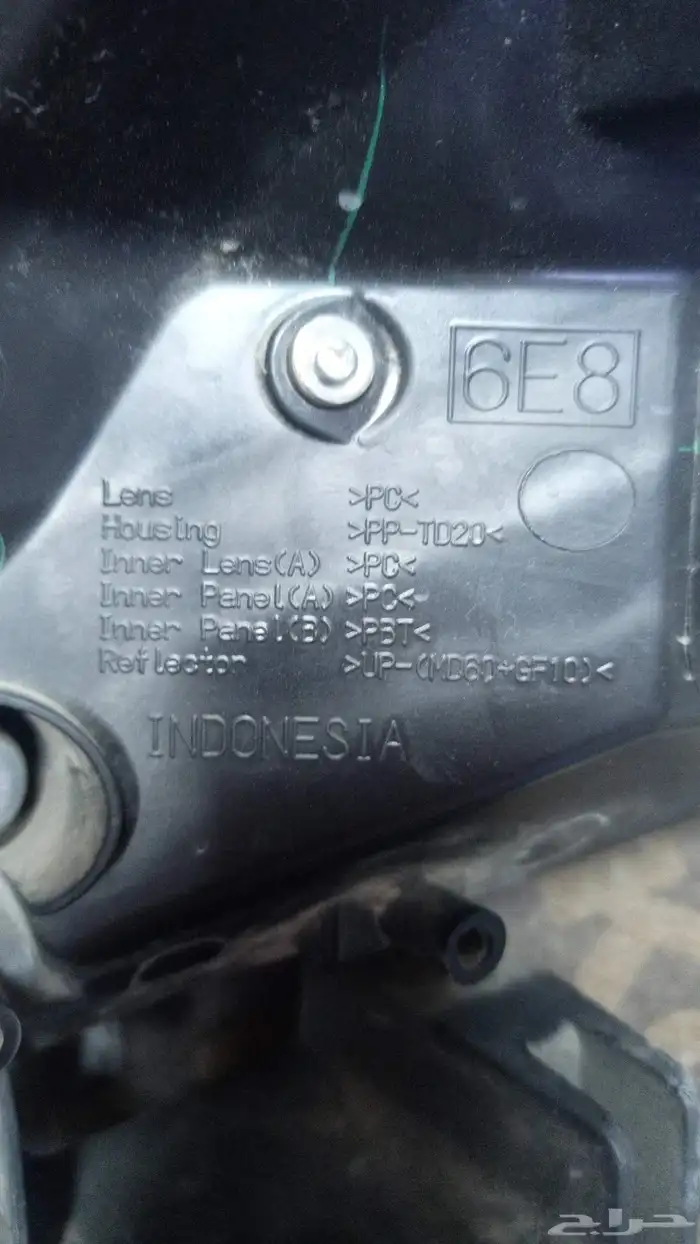 6E8
Lens >PC<
Housing >PP-TD20<
Inner Lens(A) >PC<
Inner Panel(A) >PC<
Inner Panel(B) >PBT<
Reflector >UP-(MD60+GF10)<
INDONESIA
حراج